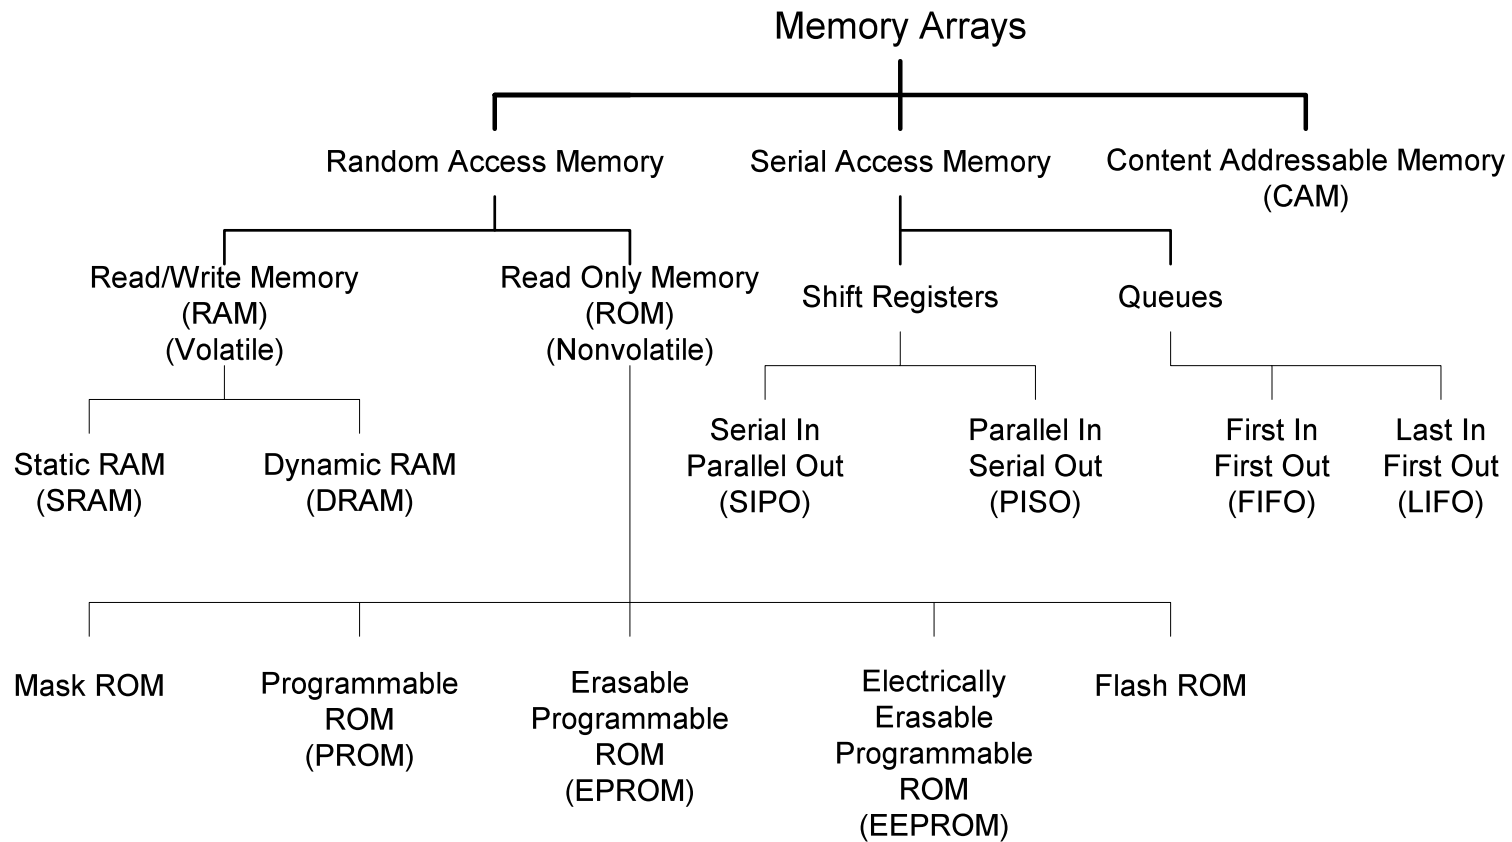 Memory Arrays
Random Access Memory
Serial Access Memory
Content Addressable Memory
(CAM)
Read/Write Memory
(RAM)
(Volatile)
Read Only Memory
(ROM)
(Nonvolatile)
Shift Registers
Queues
Static RAM
(SRAM)
Dynamic RAM
(DRAM)
Serial In
Parallel Out
(SIPO)
Parallel In
Serial Out
(PISO)
First In
First Out
(FIFO)
Last In
First Out
(LIFO)
Mask ROM
Programmable
ROM
(PROM)
Erasable
Programmable
ROM
(EPROM)
Electrically
Erasable
Programmable
ROM
(EEPROM)
Flash ROM